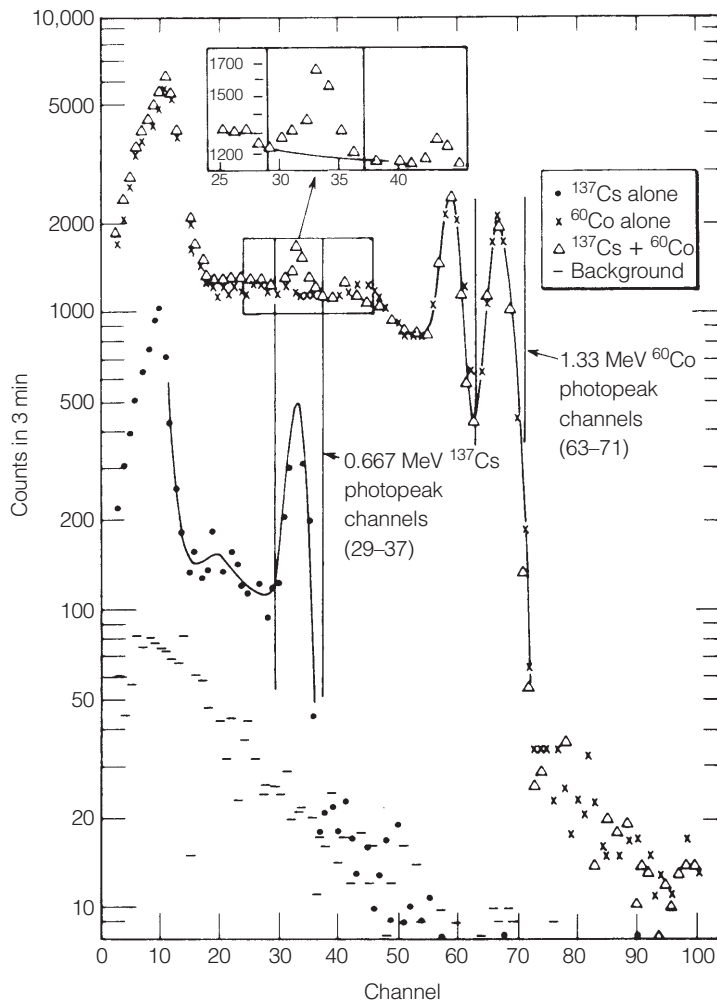 10,000
5000
2000
1000
500
200
100
50
20
10
Counts in 3 min
0 10 20 30 40 50 60 70 80 90 100
Channel
1700
1500
1400
1200
25 30 35 40
¹³⁷Cs alone
⁶⁰Co alone
¹³⁷Cs + ⁶⁰Co
Background
1.33 MeV ⁶⁰Co
photopeak
channels
(63–71)
0.667 MeV ¹³⁷Cs
photopeak
channels
(29–37)